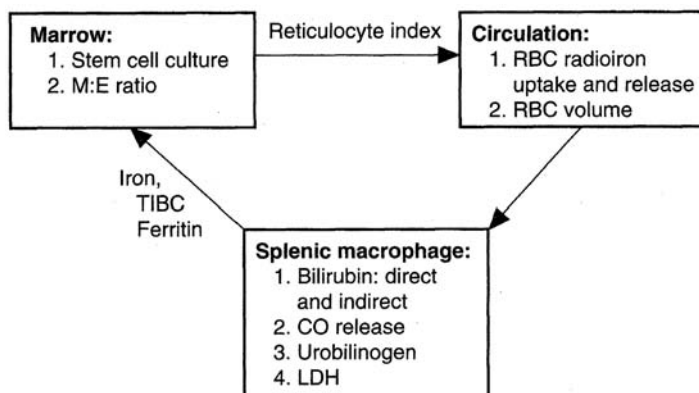 Marrow:
1. Stem cell culture
2. M:E ratio
Reticulocyte index
Circulation:
1. RBC radioiron
uptake and release
2. RBC volume
Iron,
TIBC
Ferritin
Splenic macrophage:
1. Bilirubin: direct
and indirect
2. CO release
3. Urobilinogen
4. LDH